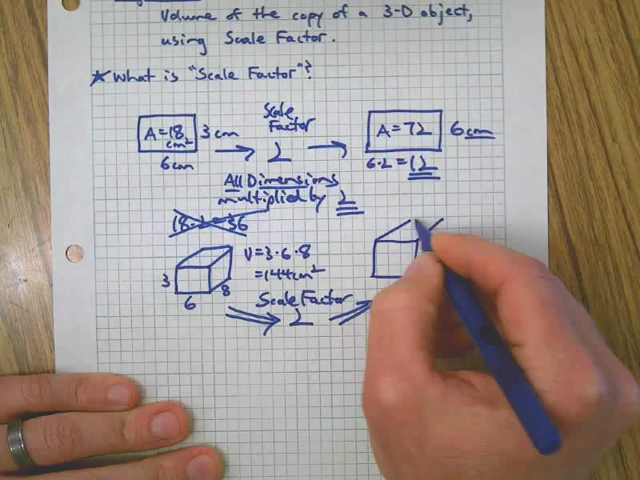 Volume of the copy of a 3-D object,
using Scale Factor.
★What is "Scale Factor"?
A=18 cm² 3cm
6cm
Scale
Factor
2
A=72 6cm
6·2=12
All Dimensions
multiplied by 2
18·2=36
3
6
8
V=3·6·8
=144cm²
Scale Factor
2